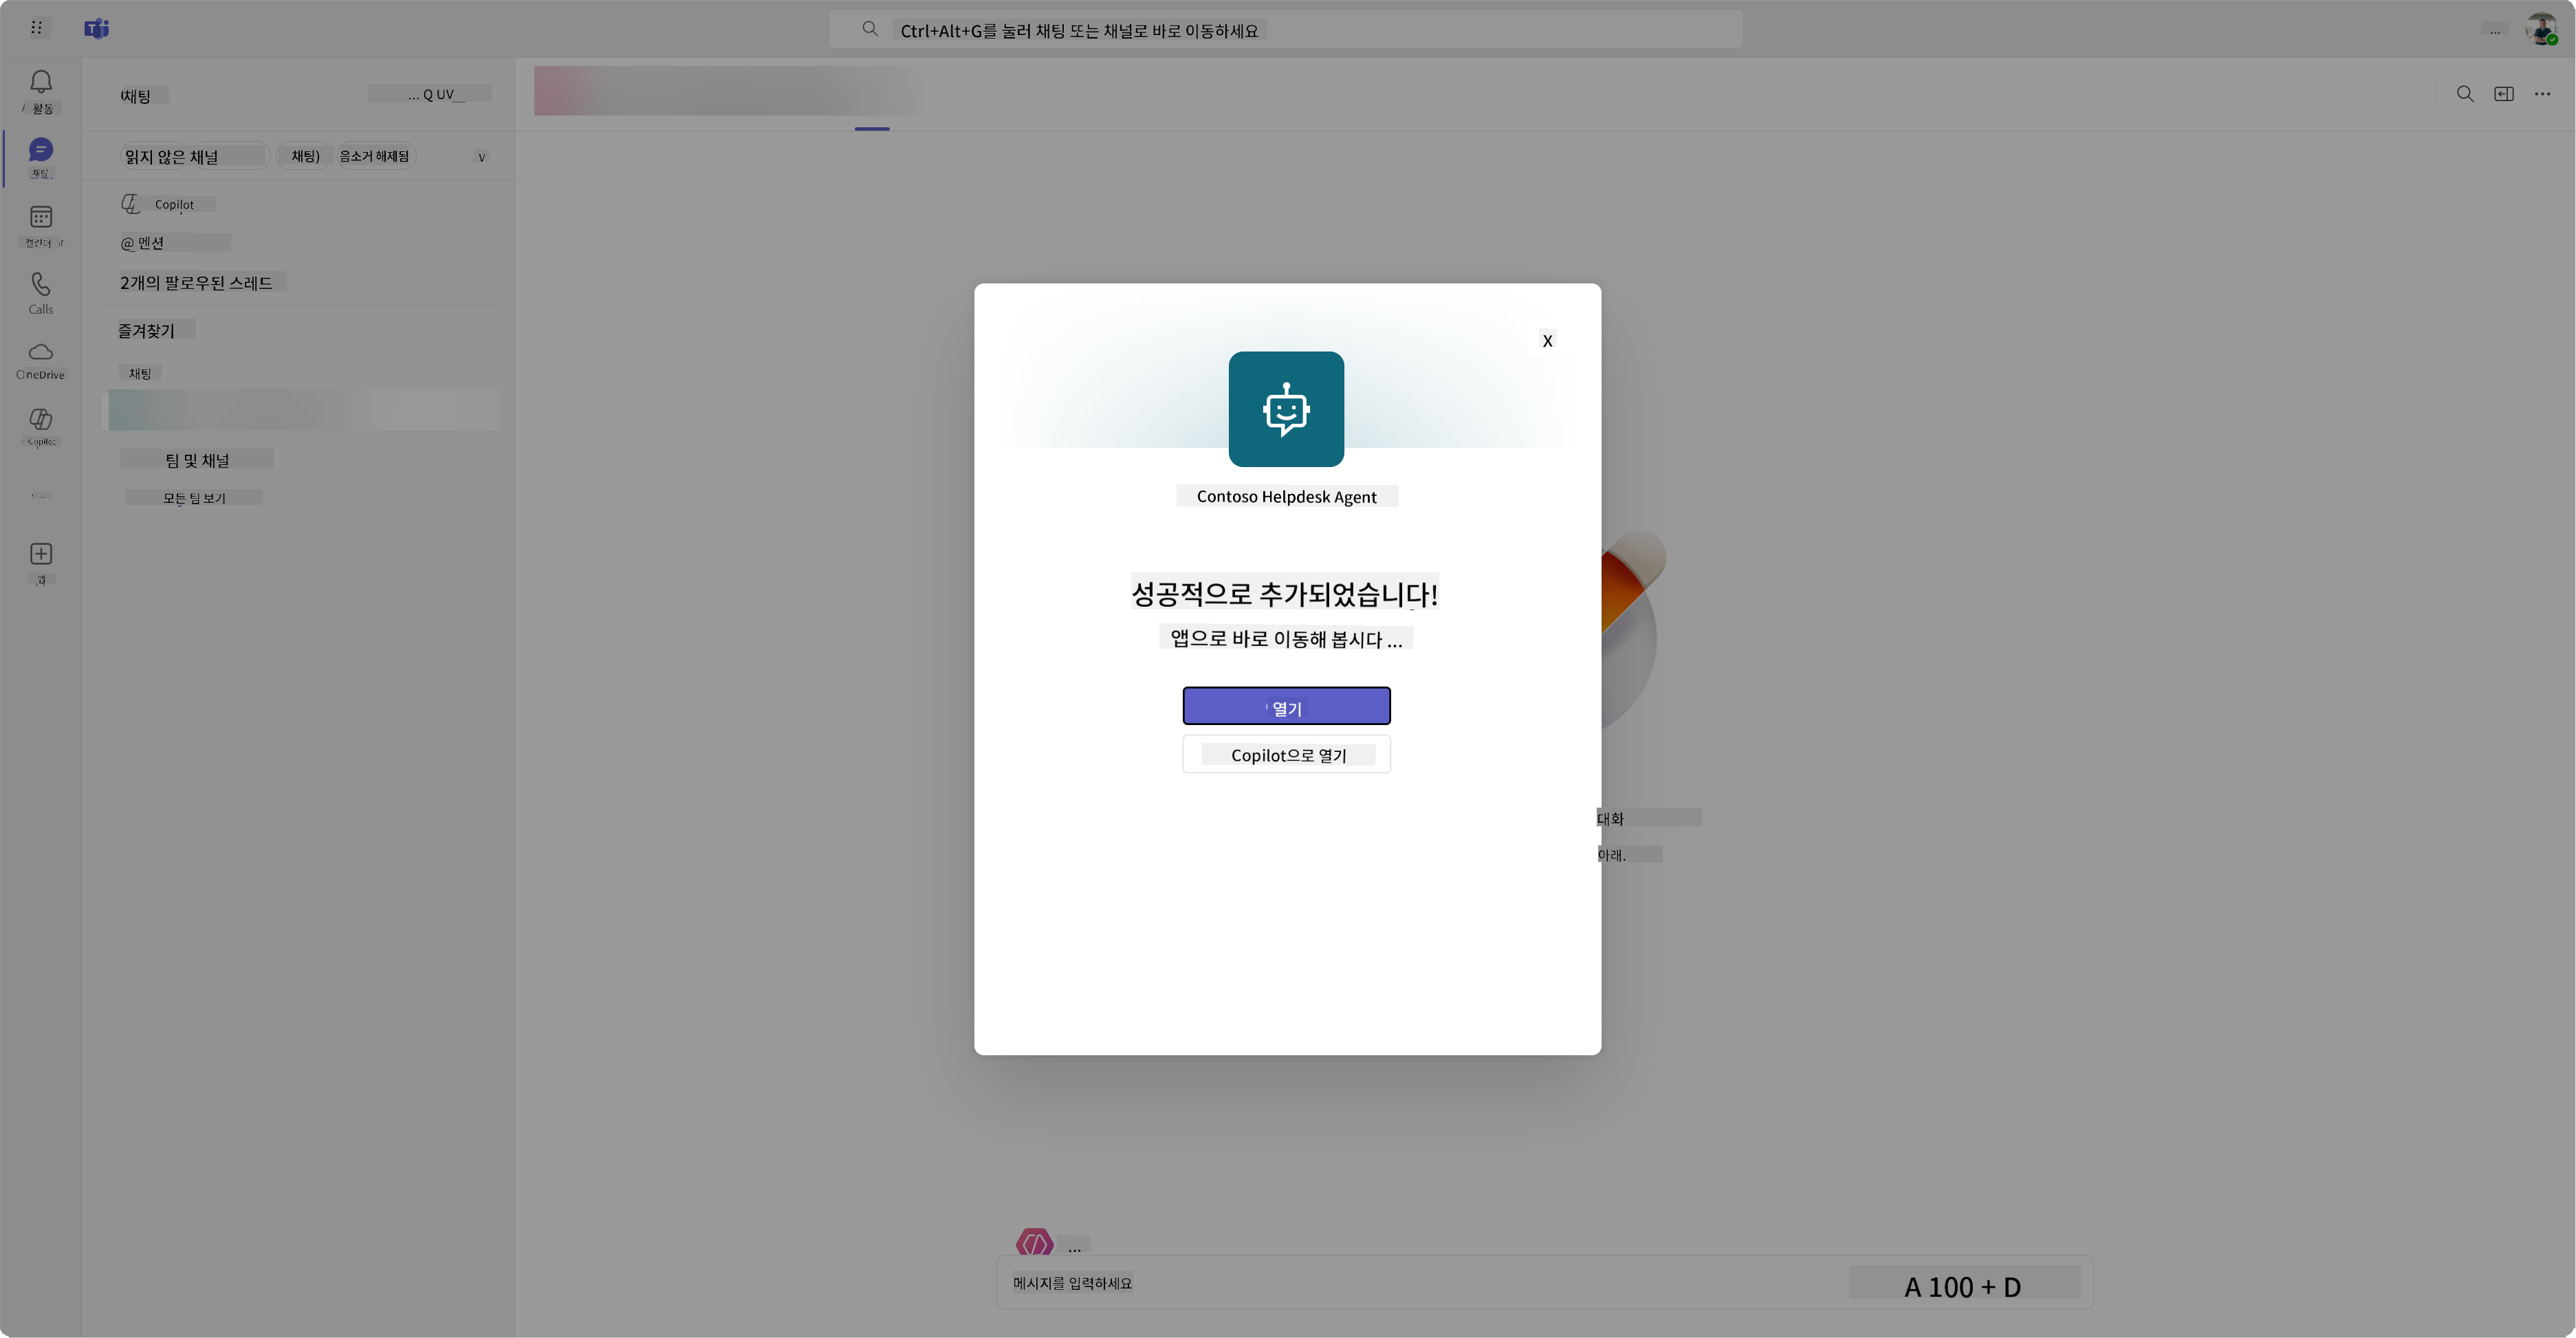 Ctrl+Alt+G를 눌러 채팅 또는 채널로 바로 이동하세요
...
활동
채팅
캘린더
Calls
OneDrive
Copilot
앱
채팅
... Q UV__
읽지 않은 채널
채팅)
음소거 해제됨
V
Copilot
@ 멘션
2개의 팔로우된 스레드
즐겨찾기
채팅
팀 및 채널
모든 팀 보기
X
Contoso Helpdesk Agent
성공적으로 추가되었습니다!
앱으로 바로 이동해 봅시다 ...
열기
Copilot으로 열기
대화
아래.
...
메시지를 입력하세요
A 100 + D